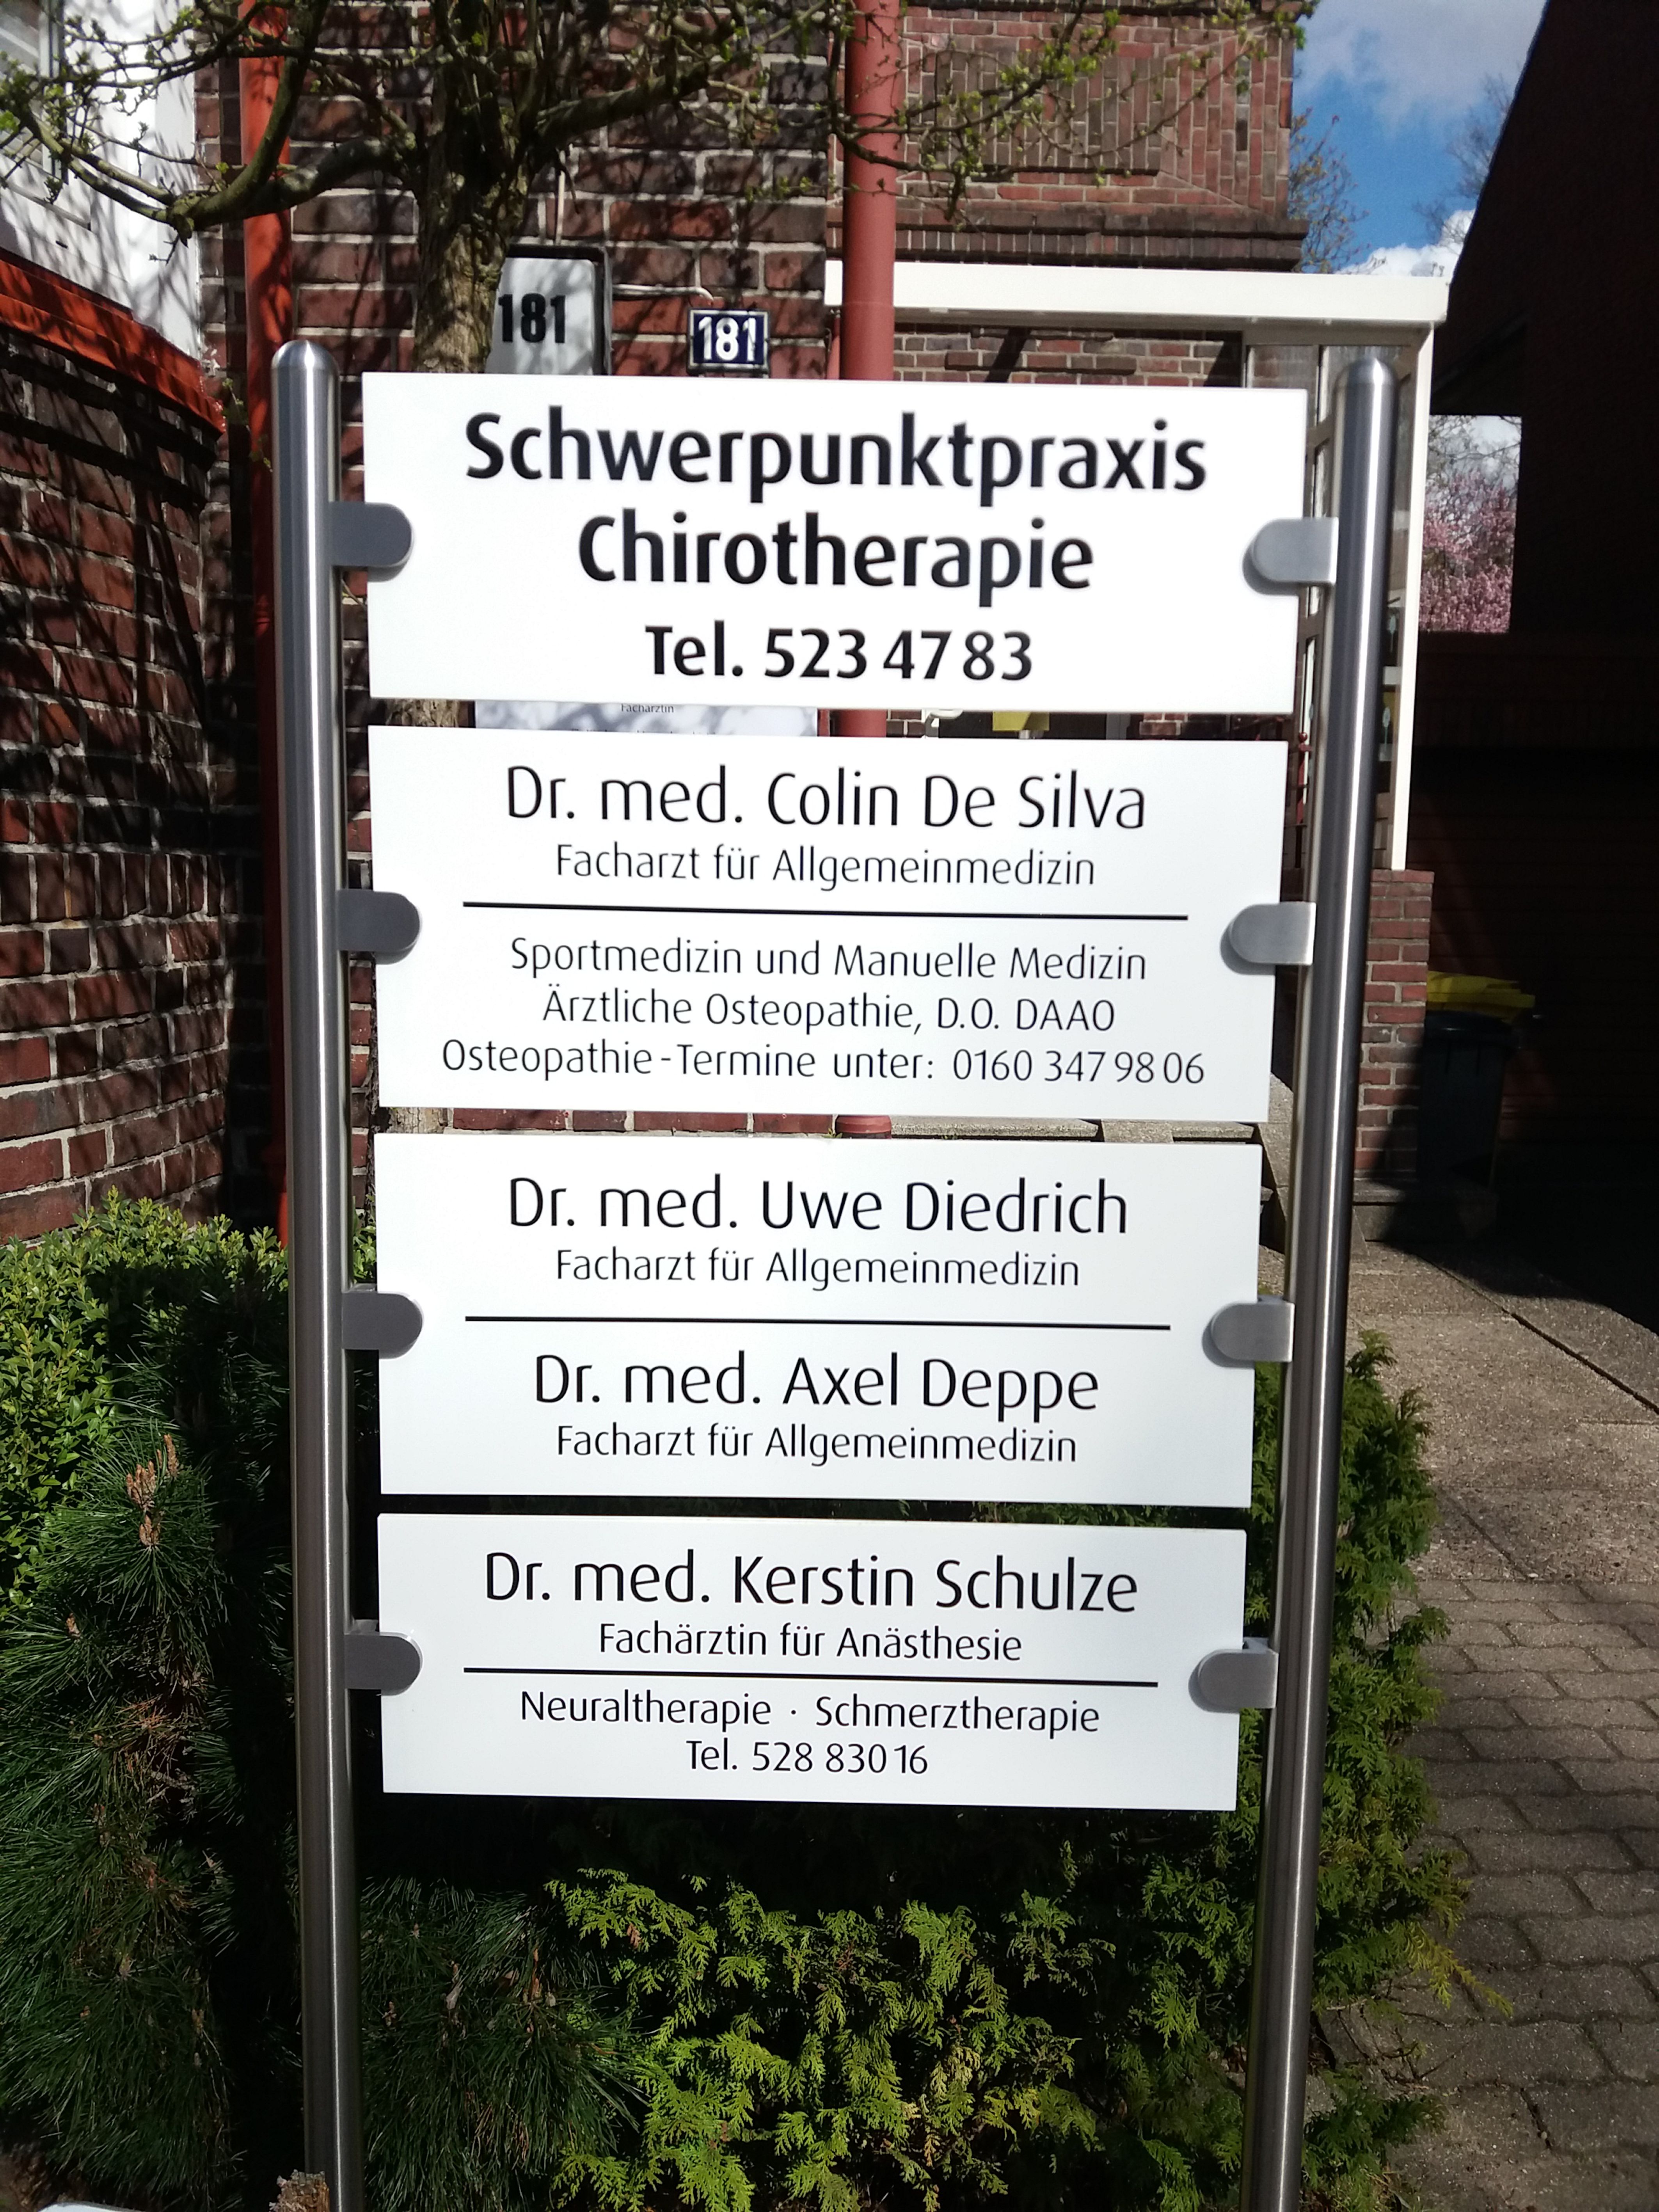 181
181
Schwerpunktpraxis
Chirotherapie
Tel. 523 47 83
Fachärztin
Dr. med. Colin De Silva
Facharzt für Allgemeinmedizin
Sportmedizin und Manuelle Medizin
Ärztliche Osteopathie, D.O. DAAO
Osteopathie-Termine unter: 0160 347 98 06
Dr. med. Uwe Diedrich
Facharzt für Allgemeinmedizin
Dr. med. Axel Deppe
Facharzt für Allgemeinmedizin
Dr. med. Kerstin Schulze
Fachärztin für Anästhesie
Neuraltherapie · Schmerztherapie
Tel. 528 830 16